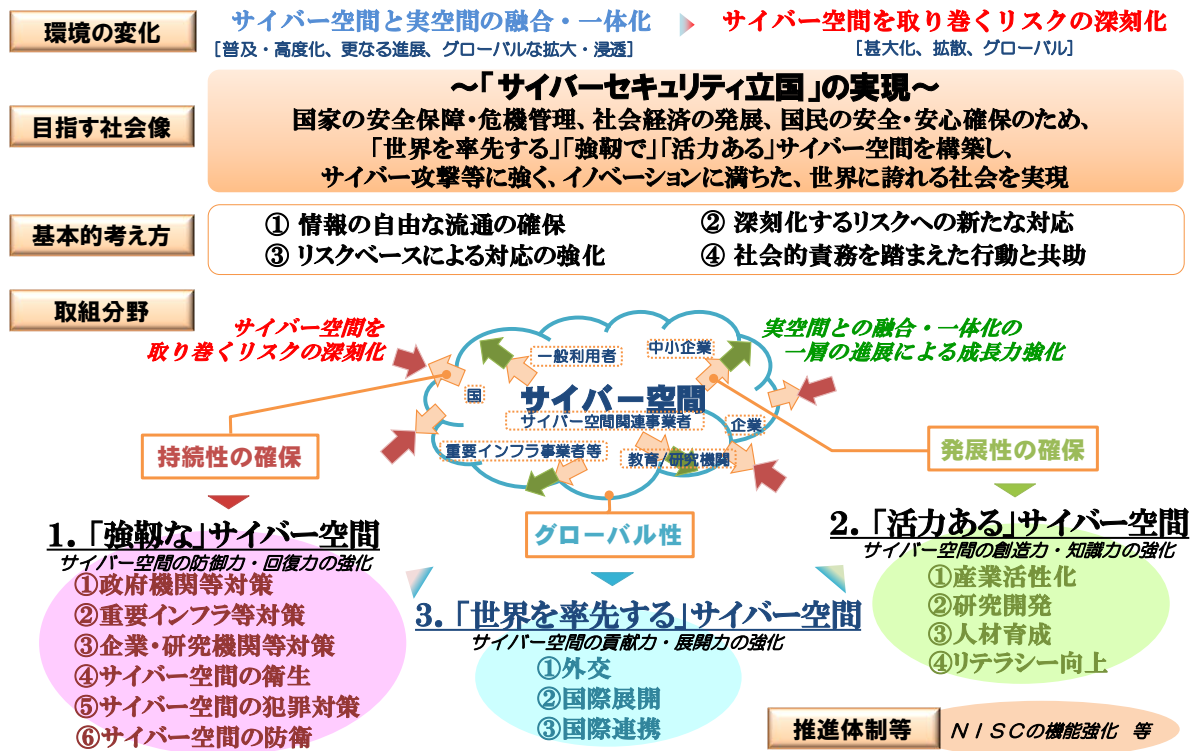 環境の変化
サイバー空間と実空間の融合・一体化
サイバー空間を取り巻くリスクの深刻化
[普及・高度化、更なる進展、グローバルな拡大・浸透]
[甚大化、拡散、グローバル]
目指す社会像
～「サイバーセキュリティ立国」の実現～
国家の安全保障・危機管理、社会経済の発展、国民の安全・安心確保のため、
「世界を率先する」「強靭で」「活力ある」サイバー空間を構築し、
サイバー攻撃等に強く、イノベーションに満ちた、世界に誇れる社会を実現
基本的考え方
① 情報の自由な流通の確保
② 深刻化するリスクへの新たな対応
③ リスクベースによる対応の強化
④ 社会的責務を踏まえた行動と共助
取組分野
サイバー空間を
取り巻くリスクの深刻化
実空間との融合・一体化の
一層の進展による成長力強化
一般利用者
中小企業
国
サイバー空間
サイバー空間関連事業者
企業
重要インフラ事業者等
教育/研究機関
持続性の確保
発展性の確保
グローバル性
1．「強靭な」サイバー空間
サイバー空間の防御力・回復力の強化
①政府機関等対策
②重要インフラ等対策
③企業・研究機関等対策
④サイバー空間の衛生
⑤サイバー空間の犯罪対策
⑥サイバー空間の防衛
2．「活力ある」サイバー空間
サイバー空間の創造力・知識力の強化
①産業活性化
②研究開発
③人材育成
④リテラシー向上
3．「世界を率先する」サイバー空間
サイバー空間の貢献力・展開力の強化
①外交
②国際展開
③国際連携
推進体制等
ＮＩＳＣの機能強化　等